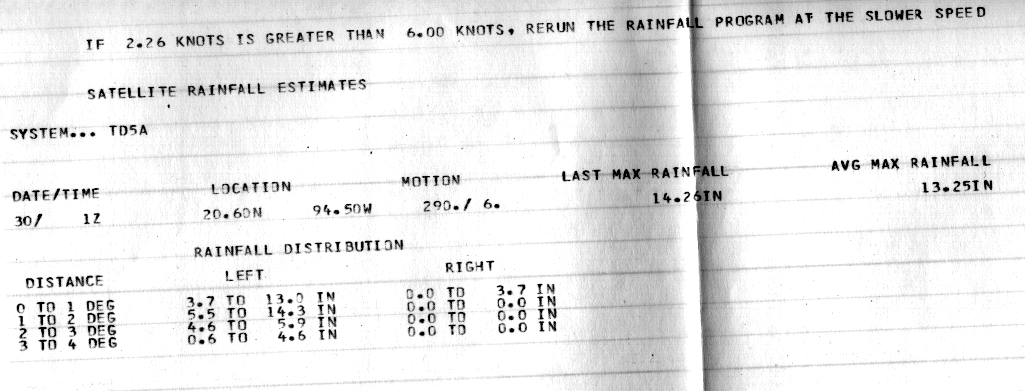 IF 2.26 KNOTS IS GREATER THAN 6.00 KNOTS, RERUN THE RAINFALL PROGRAM AT THE SLOWER SPEED
SATELLITE RAINFALL ESTIMATES
SYSTEM... TD5A
DATE/TIME LOCATION MOTION LAST MAX RAINFALL AVG MAX RAINFALL
30/ 1Z 20.60N 94.50W 290./ 6. 14.26IN 13.25IN
RAINFALL DISTRIBUTION
DISTANCE LEFT RIGHT
0 TO 1 DEG 3.7 TO 13.0 IN 0.0 TO 3.7 IN
1 TO 2 DEG 5.5 TO 14.3 IN 0.0 TO 0.0 IN
2 TO 3 DEG 4.6 TO 5.9 IN 0.0 TO 0.0 IN
3 TO 4 DEG 0.6 TO 4.6 IN 0.0 TO 0.0 IN